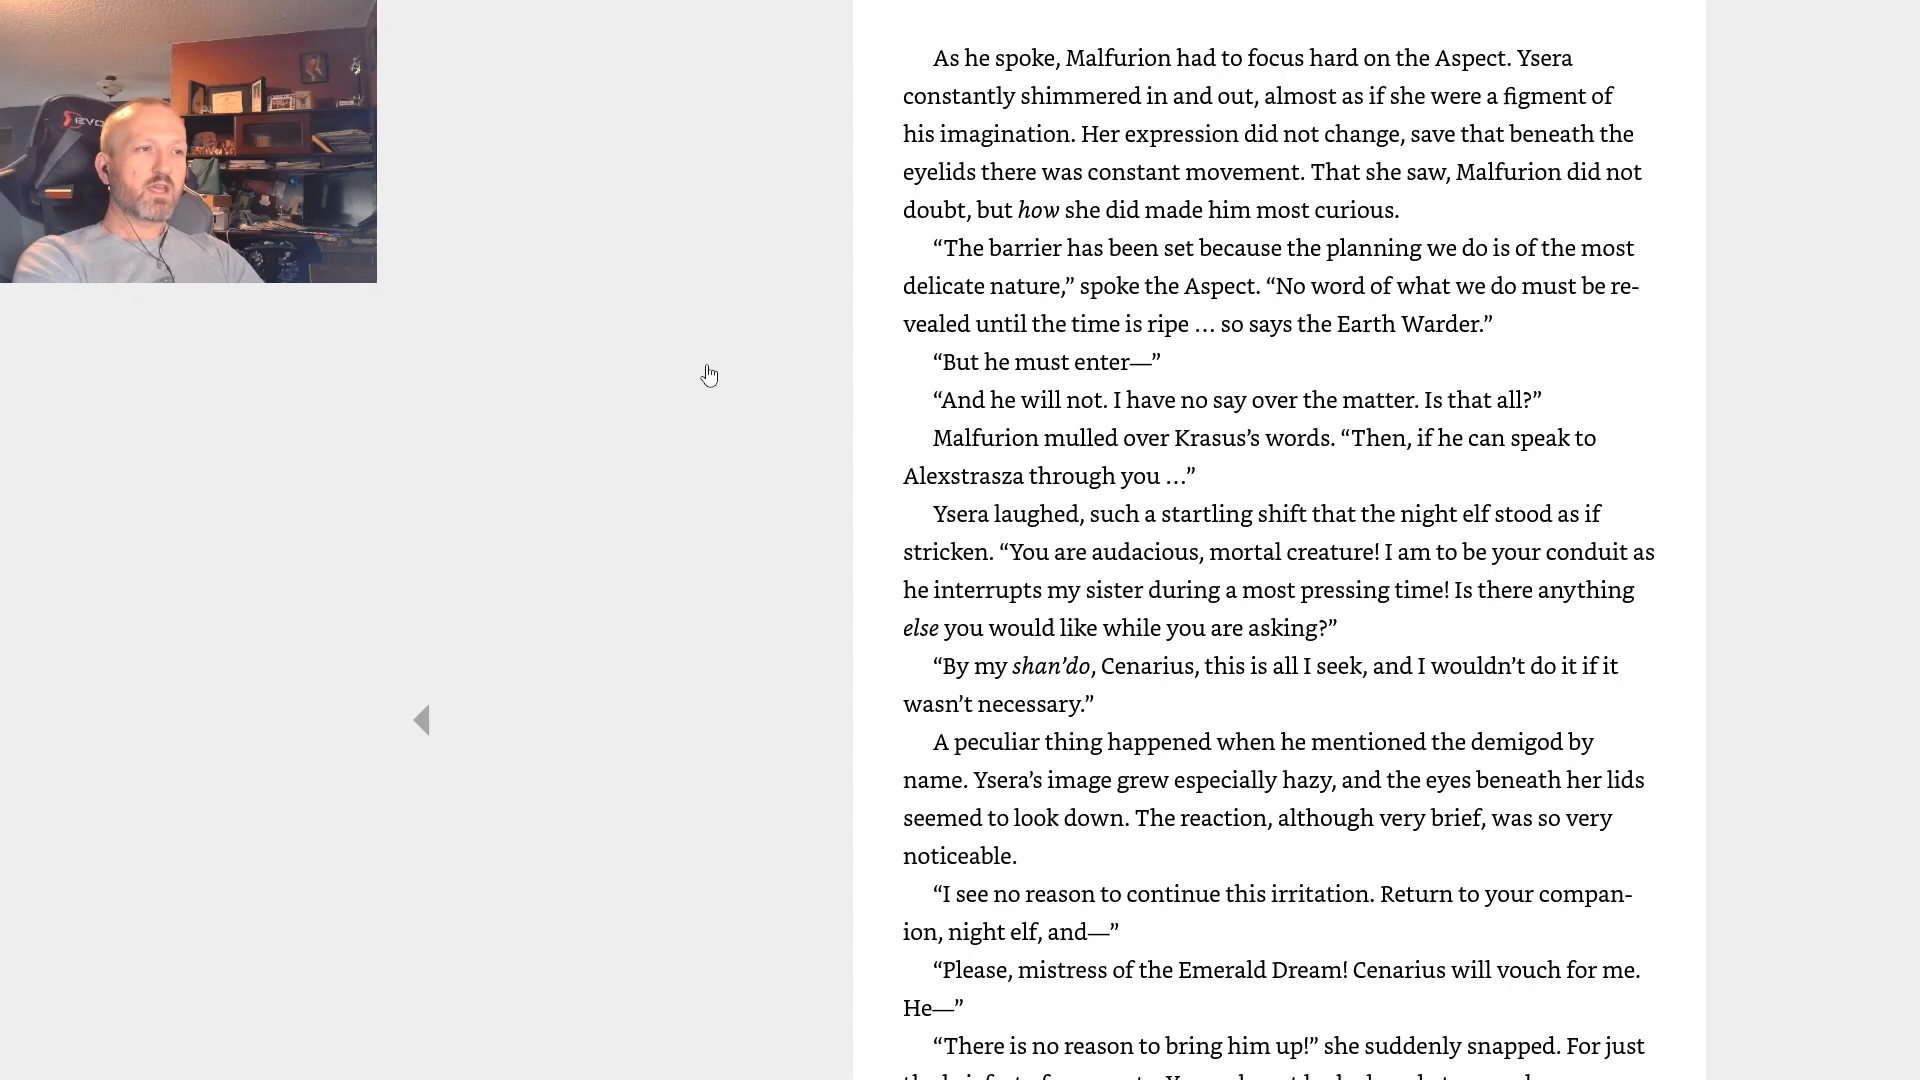 EVO
As he spoke, Malfurion had to focus hard on the Aspect. Ysera
constantly shimmered in and out, almost as if she were a figment of
his imagination. Her expression did not change, save that beneath the
eyelids there was constant movement. That she saw, Malfurion did not
doubt, but how she did made him most curious.
“The barrier has been set because the planning we do is of the most
delicate nature,” spoke the Aspect. “No word of what we do must be re-
vealed until the time is ripe … so says the Earth Warder.”
“But he must enter—”
“And he will not. I have no say over the matter. Is that all?”
Malfurion mulled over Krasus’s words. “Then, if he can speak to
Alexstrasza through you …”
Ysera laughed, such a startling shift that the night elf stood as if
stricken. “You are audacious, mortal creature! I am to be your conduit as
he interrupts my sister during a most pressing time! Is there anything
else you would like while you are asking?”
“By my shan’do, Cenarius, this is all I seek, and I wouldn’t do it if it
wasn’t necessary.”
A peculiar thing happened when he mentioned the demigod by
name. Ysera’s image grew especially hazy, and the eyes beneath her lids
seemed to look down. The reaction, although very brief, was so very
noticeable.
“I see no reason to continue this irritation. Return to your compan-
ion, night elf, and—”
“Please, mistress of the Emerald Dream! Cenarius will vouch for me.
He—”
“There is no reason to bring him up!” she suddenly snapped. For just